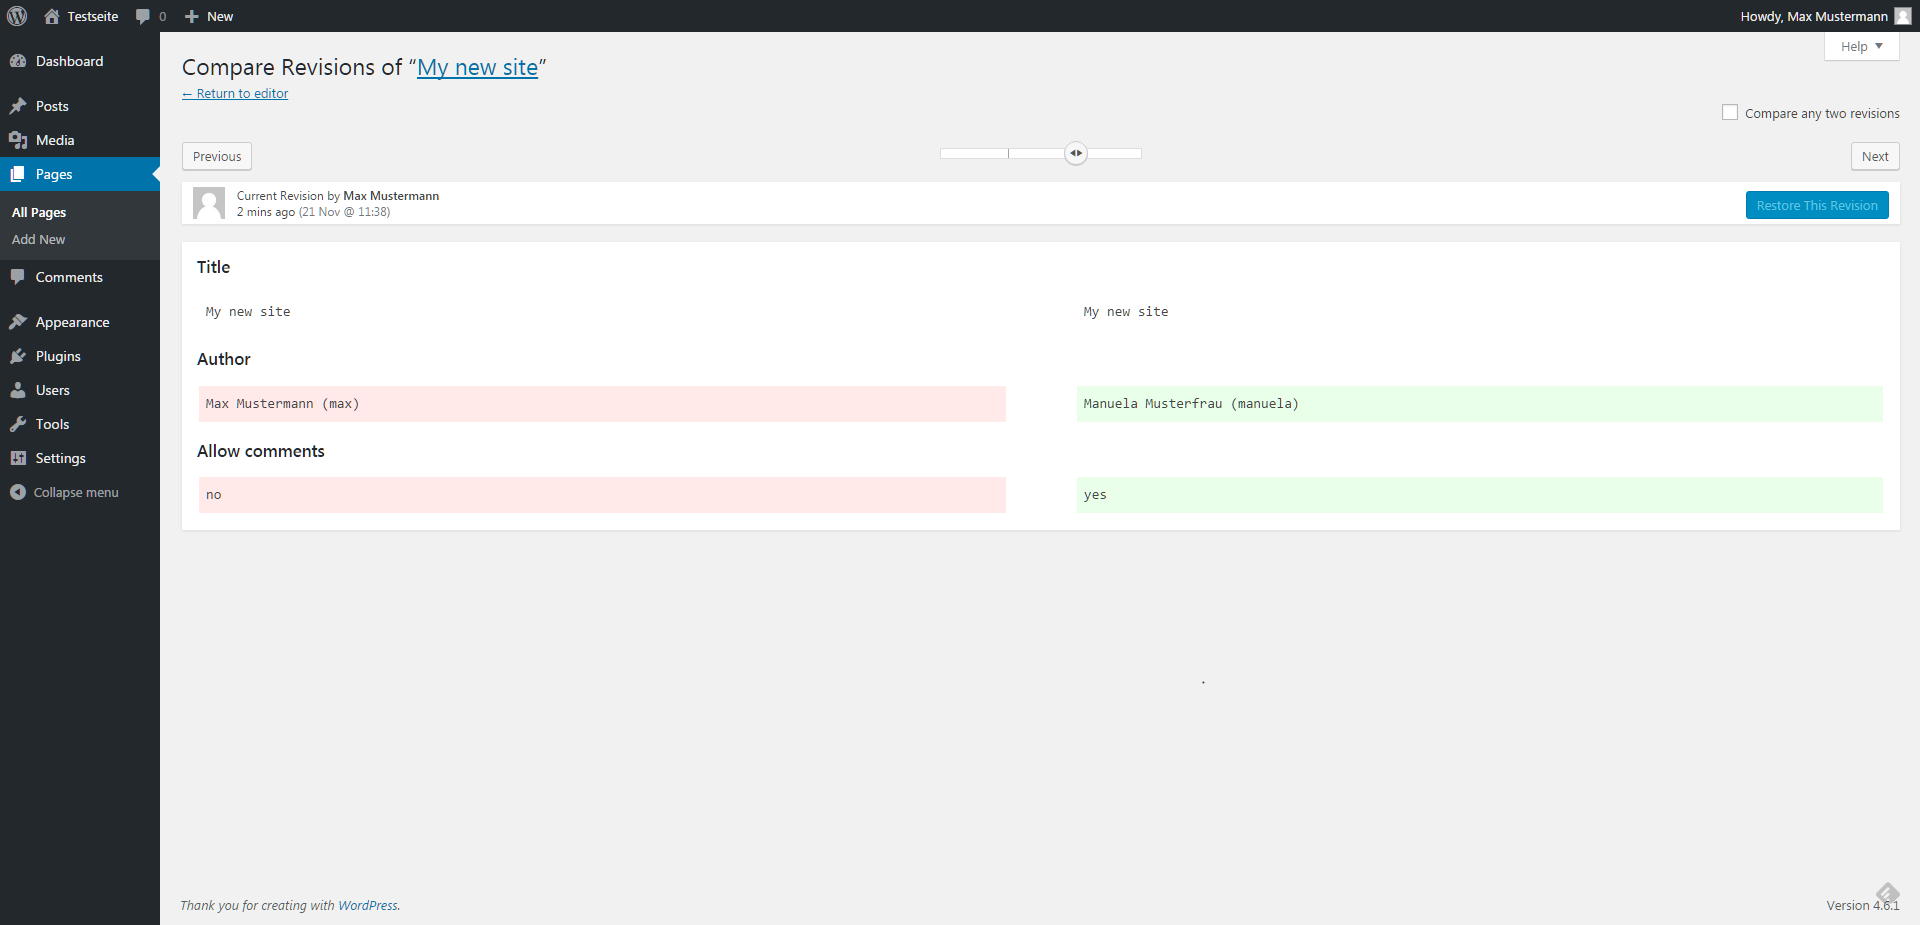 Testseite 0 New Howdy, Max Mustermann
Help
Dashboard
Posts
Media
Pages
All Pages
Add New
Comments
Appearance
Plugins
Users
Tools
Settings
Collapse menu
Compare Revisions of “My new site”
← Return to editor
Compare any two revisions
Previous
Next
Current Revision by Max Mustermann
2 mins ago (21 Nov @ 11:38)
Restore This Revision
Title
My new site My new site
Author
Max Mustermann (max) Manuela Musterfrau (manuela)
Allow comments
no yes
Thank you for creating with WordPress.
Version 4.6.1